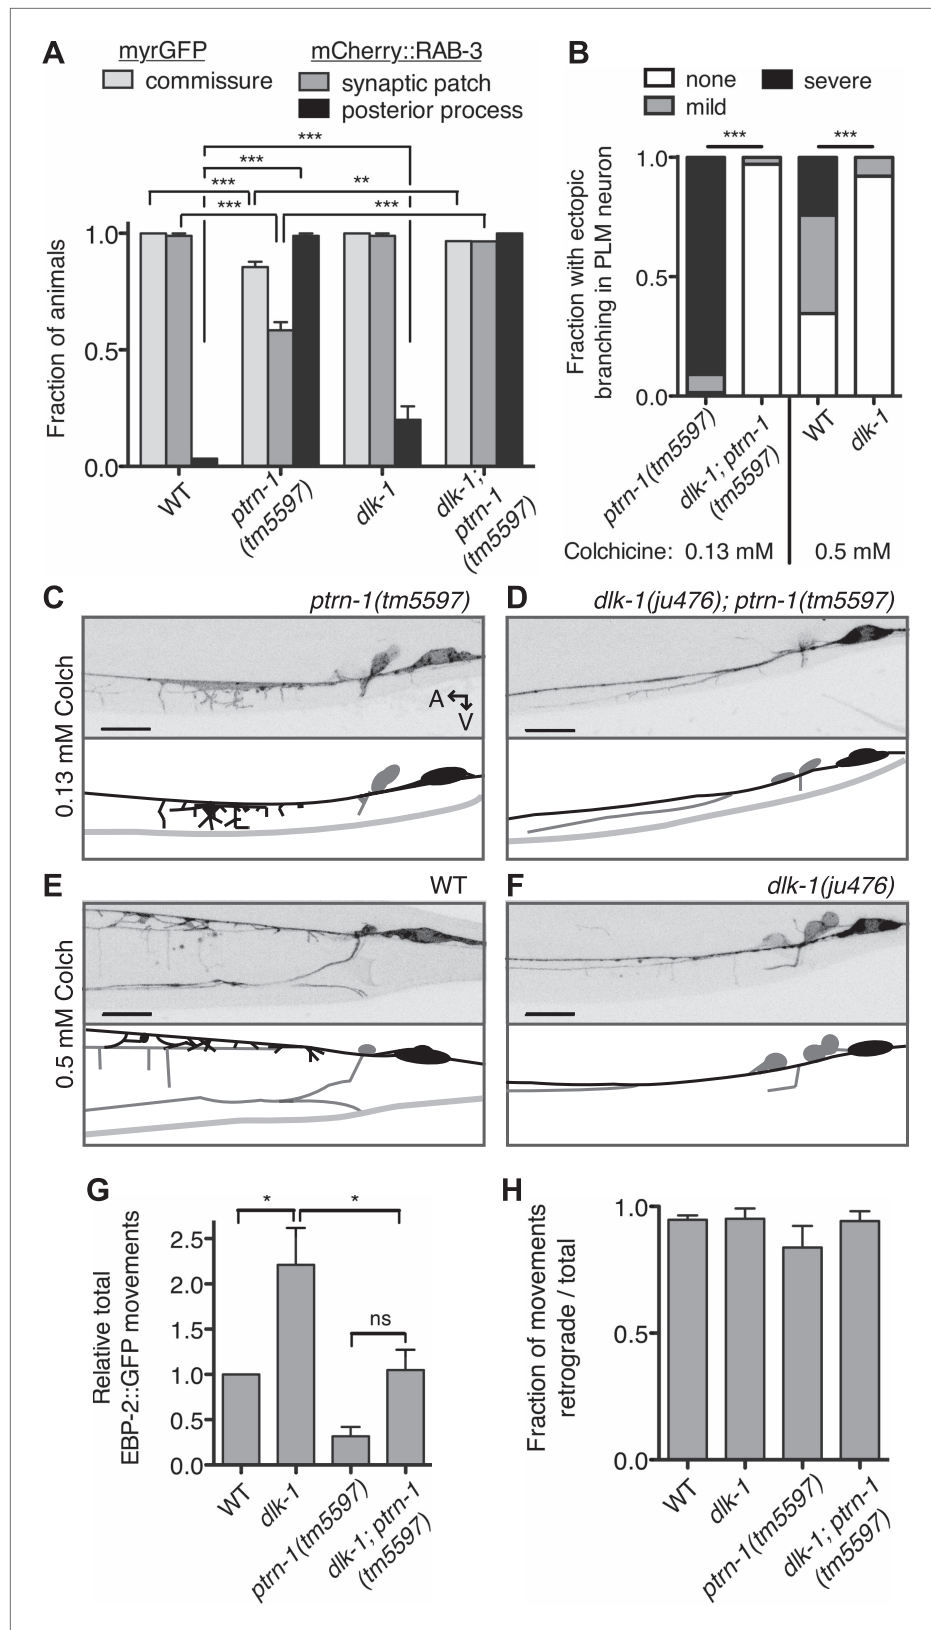 A
myrGFP
mCherry::RAB-3
commissure
synaptic patch
posterior process
***
***
***
**
***
***
1.0
0.5
0.0
Fraction of animals
WT
ptrn-1
(tm5597)
dlk-1
dlk-1;
ptrn-1
(tm5597)
B
none
severe
mild
***
***
1.0
0.5
0.0
Fraction with ectopic
branching in PLM neuron
ptrn-1(tm5597)
dlk-1; ptrn-1
(tm5597)
WT
dlk-1
Colchicine: 0.13 mM
0.5 mM
C
ptrn-1(tm5597)
D
dlk-1(ju476); ptrn-1(tm5597)
0.13 mM Colch
A
V
E
WT
F
dlk-1(ju476)
0.5 mM Colch
G
*
*
ns
2.5
2.0
1.5
1.0
0.5
0.0
Relative total
EBP-2::GFP movements
WT
dlk-1
ptrn-1(tm5597)
dlk-1; ptrn-1
(tm5597)
H
1.0
0.5
0.0
Fraction of movements
retrograde / total
WT
dlk-1
ptrn-1(tm5597)
dlk-1; ptrn-1
(tm5597)